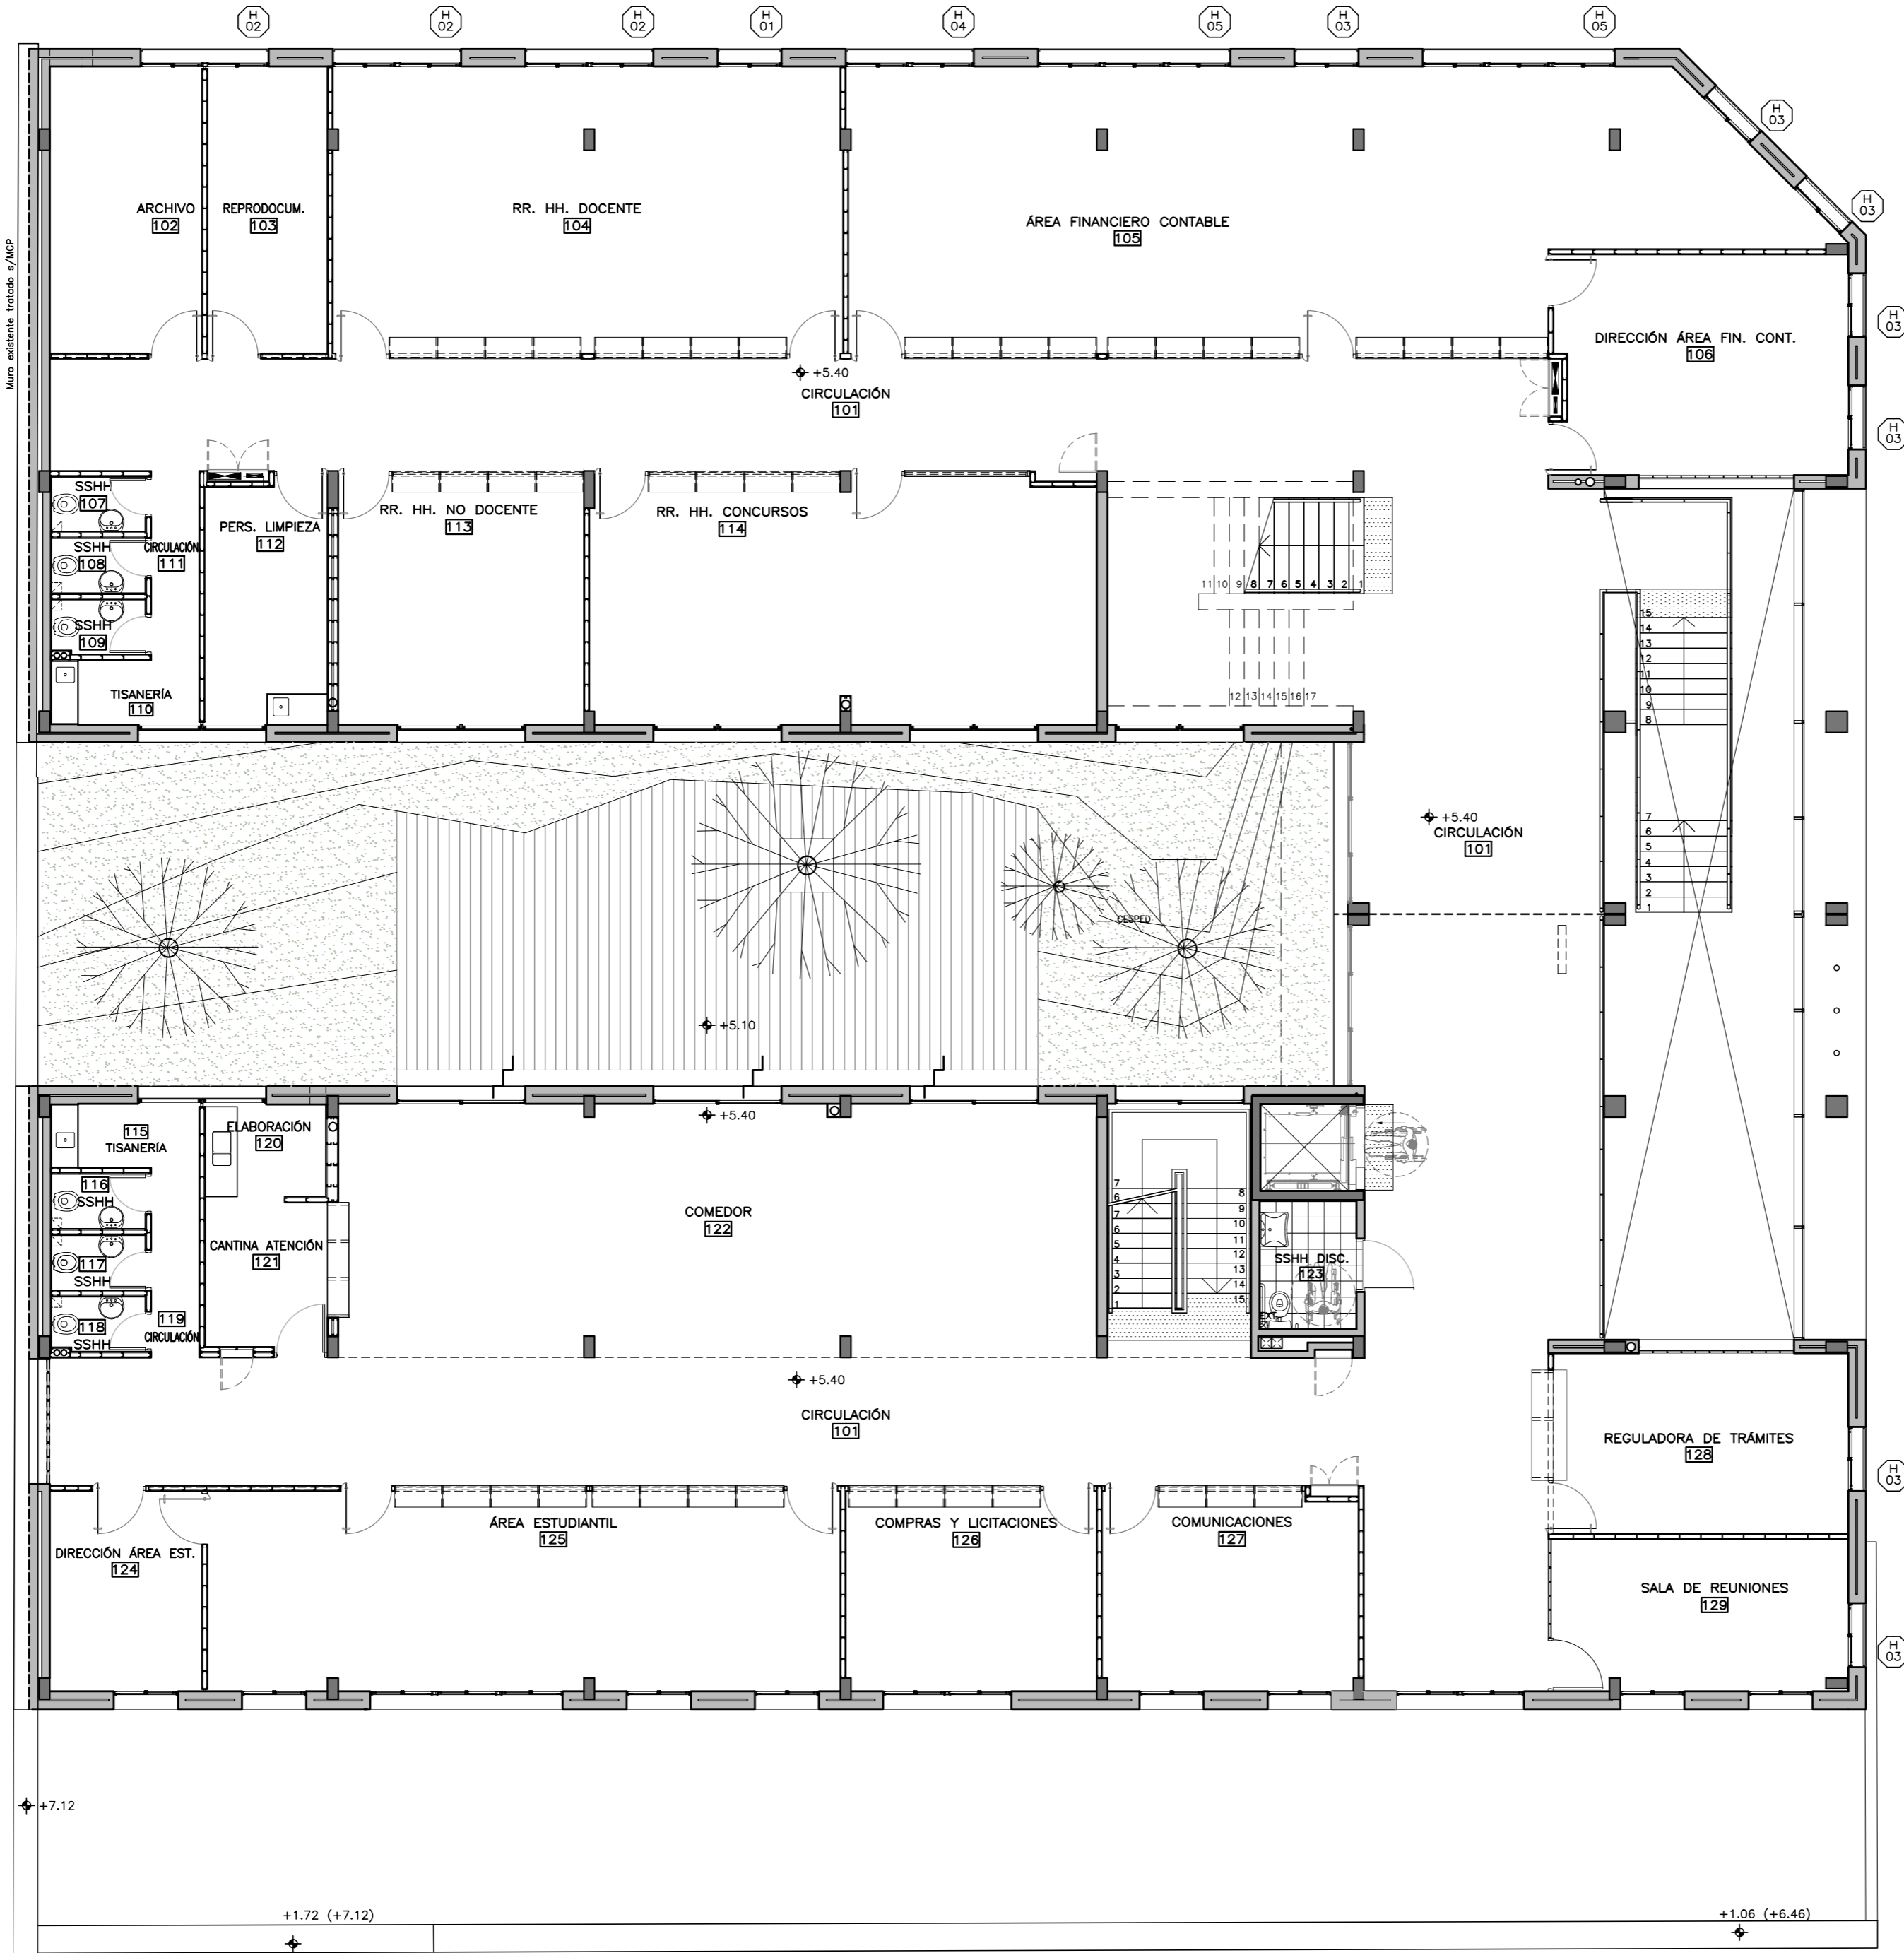 H
02
H
02
H
02
H
01
H
04
H
05
H
03
H
05
H
03
H
03
H
03
H
03
Muro existente tratado s/MCP
ARCHIVO
102
REPRODOCUM.
103
RR. HH. DOCENTE
104
ÁREA FINANCIERO CONTABLE
105
DIRECCIÓN ÁREA FIN. CONT.
106
+5.40
CIRCULACIÓN
101
SSHH
107
SSHH
108
CIRCULACIÓN
111
SSHH
109
TISANERÍA
110
PERS. LIMPIEZA
112
RR. HH. NO DOCENTE
113
RR. HH. CONCURSOS
114
11 10 9 8 7 6 5 4 3 2 1
12 13 14 15 16 17
15
14
13
12
11
10
9
8
7
6
5
4
3
2
1
+5.40
CIRCULACIÓN
101
CESPED
+5.10
+5.40
115
TISANERÍA
116
SSHH
117
SSHH
118
SSHH
119
CIRCULACIÓN
ELABORACIÓN
120
CANTINA ATENCIÓN
121
COMEDOR
122
7
6
7
6
5
4
3
2
1
8
9
10
11
12
13
14
15
SSHH DISC.
123
EXT.
+5.40
CIRCULACIÓN
101
REGULADORA DE TRÁMITES
128
H
03
DIRECCIÓN ÁREA EST.
124
ÁREA ESTUDIANTIL
125
COMPRAS Y LICITACIONES
126
COMUNICACIONES
127
SALA DE REUNIONES
129
H
03
+7.12
+1.72 (+7.12)
+1.06 (+6.46)